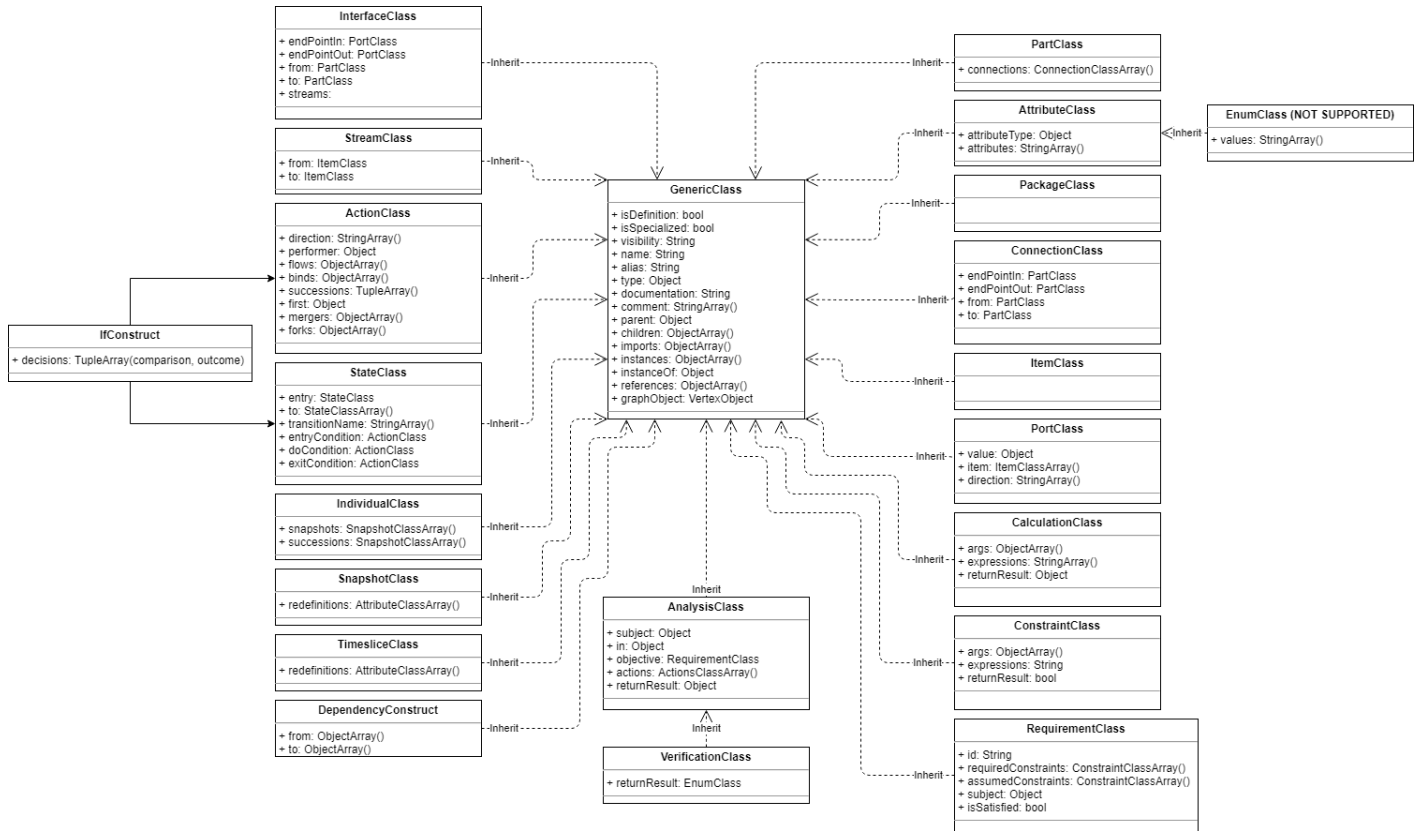 InterfaceClass
+ endPointIn: PortClass
+ endPointOut: PortClass
+ from: PartClass
+ to: PartClass
+ streams:
Inherit
StreamClass
+ from: ItemClass
+ to: ItemClass
Inherit
ActionClass
+ direction: StringArray()
+ performer: Object
+ flows: ObjectArray()
+ binds: ObjectArray()
+ successions: TupleArray()
+ first: Object
+ mergers: ObjectArray()
+ forks: ObjectArray()
Inherit
IfConstruct
+ decisions: TupleArray(comparison, outcome)
StateClass
+ entry: StateClass
+ to: StateClassArray()
+ transitionName: StringArray()
+ entryCondition: ActionClass
+ doCondition: ActionClass
+ exitCondition: ActionClass
Inherit
IndividualClass
+ snapshots: SnapshotClassArray()
+ successions: SnapshotClassArray()
Inherit
SnapshotClass
+ redefinitions: AttributeClassArray()
Inherit
TimesliceClass
+ redefinitions: AttributeClassArray()
Inherit
DependencyConstruct
+ from: ObjectArray()
+ to: ObjectArray()
Inherit
GenericClass
+ isDefinition: bool
+ isSpecialized: bool
+ visibility: String
+ name: String
+ alias: String
+ type: Object
+ documentation: String
+ comment: StringArray()
+ parent: Object
+ children: ObjectArray()
+ imports: ObjectArray()
+ instances: ObjectArray()
+ instanceOf: Object
+ references: ObjectArray()
+ graphObject: VertexObject
Inherit
AnalysisClass
+ subject: Object
+ in: Object
+ objective: RequirementClass
+ actions: ActionsClassArray()
+ returnResult: Object
Inherit
VerificationClass
+ returnResult: EnumClass
PartClass
+ connections: ConnectionClassArray()
Inherit
AttributeClass
+ attributeType: Object
+ attributes: StringArray()
Inherit
Inherit
EnumClass (NOT SUPPORTED)
+ values: StringArray()
PackageClass
Inherit
ConnectionClass
+ endPointIn: PartClass
+ endPointOut: PartClass
+ from: PartClass
+ to: PartClass
Inherit
ItemClass
Inherit
PortClass
+ value: Object
+ item: ItemClassArray()
+ direction: StringArray()
Inherit
CalculationClass
+ args: ObjectArray()
+ expressions: StringArray()
+ returnResult: Object
Inherit
ConstraintClass
+ args: ObjectArray()
+ expressions: String
+ returnResult: bool
Inherit
RequirementClass
+ id: String
+ requiredConstraints: ConstraintClassArray()
+ assumedConstraints: ConstraintClassArray()
+ subject: Object
+ isSatisfied: bool
Inherit